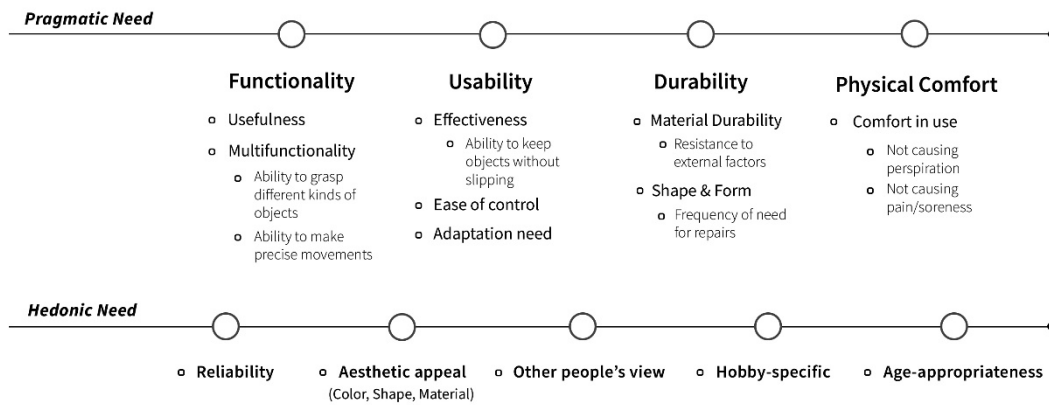 Pragmatic Need
Functionality
Usefulness
Multifunctionality
Ability to grasp
different kinds of
objects
Ability to make
precise movements
Usability
Effectiveness
Ability to keep
objects without
slipping
Ease of control
Adaptation need
Durability
Material Durability
Resistance to
external factors
Shape & Form
Frequency of need
for repairs
Physical Comfort
Comfort in use
Not causing
perspiration
Not causing
pain/soreness
Hedonic Need
Reliability
Aesthetic appeal
(Color, Shape, Material)
Other people’s view
Hobby-specific
Age-appropriateness